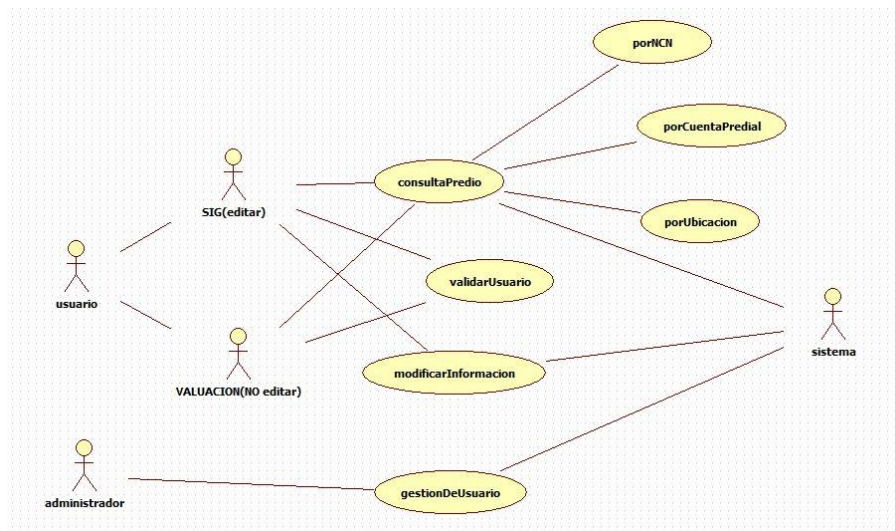 porNCN
porCuentaPredial
consultaPredio
SIG(editar)
porUbicacion
validarUsuario
usuario
sistema
modificarInformacion
VALUACION(NO editar)
gestionDeUsuario
administrador